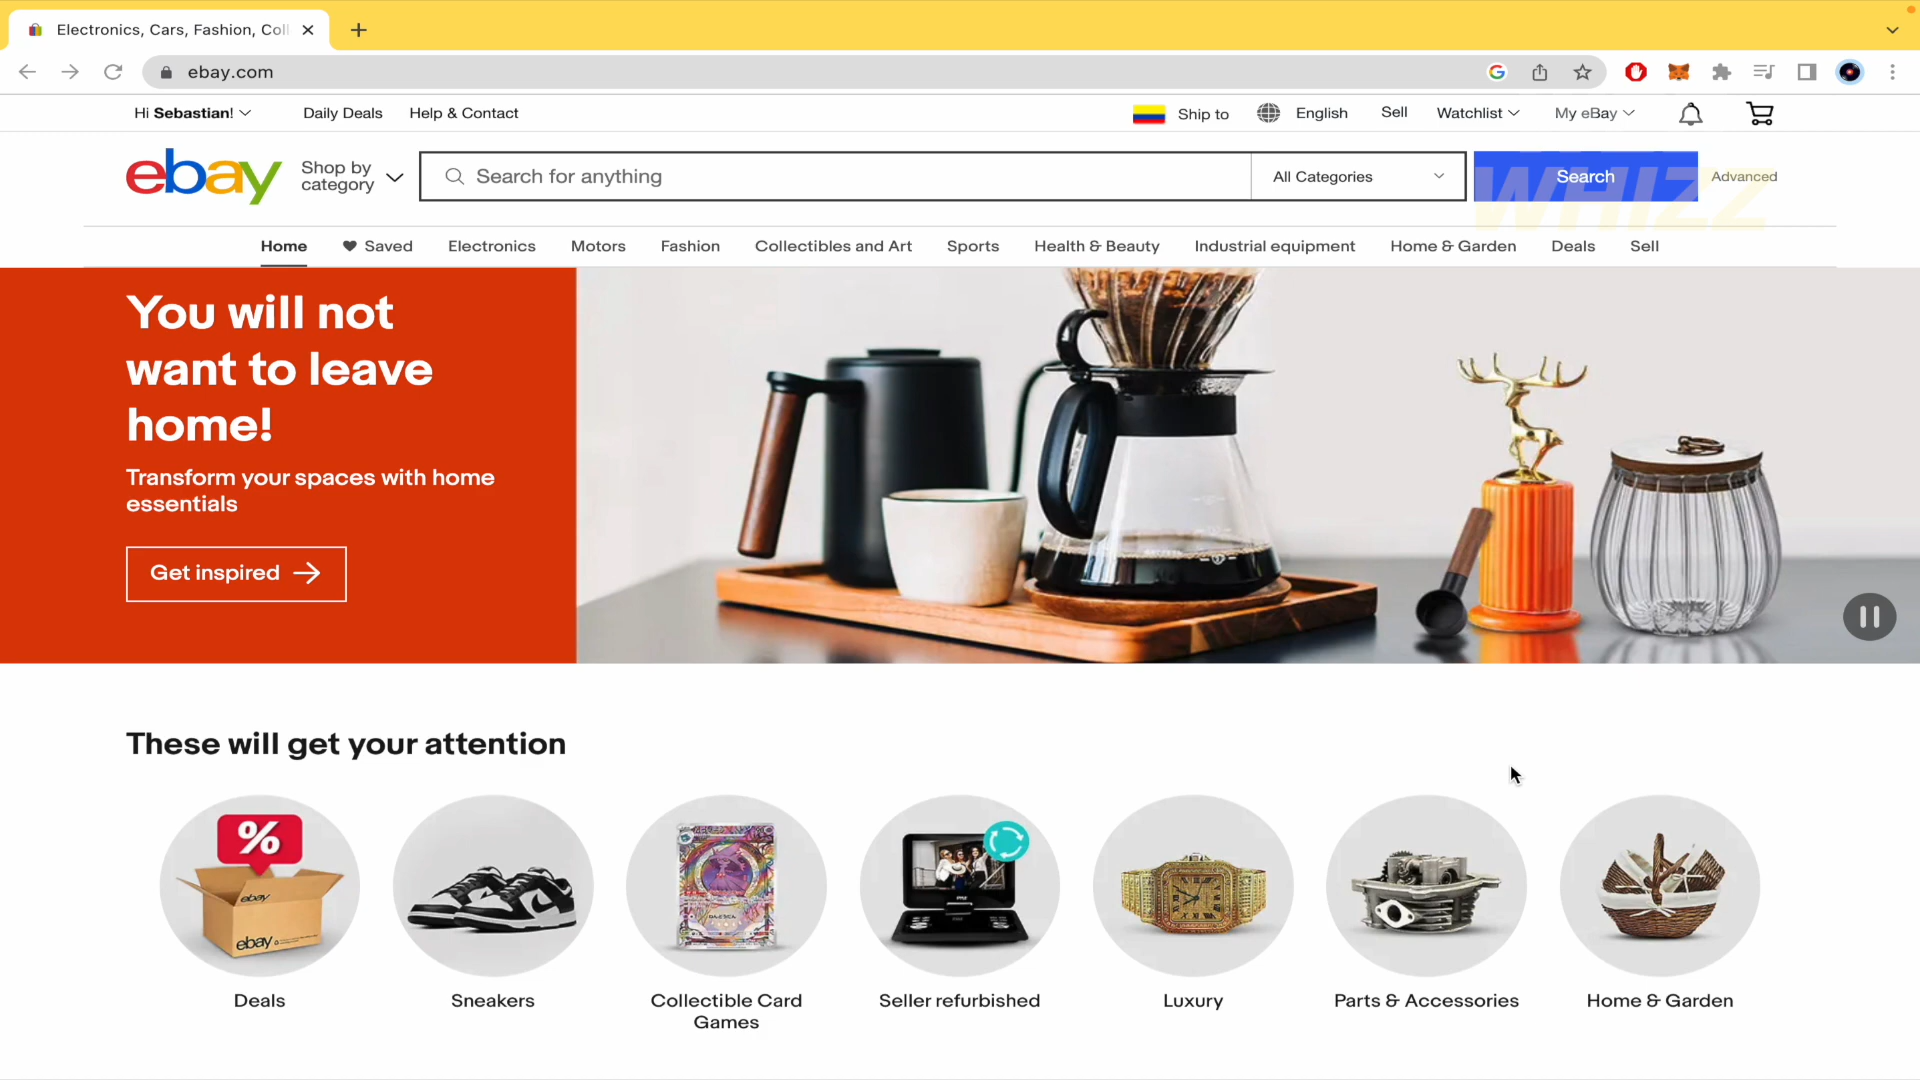 Electronics, Cars, Fashion, Coll
ebay.com
Hi Sebastian!
Daily Deals
Help & Contact
Ship to
English
Sell
Watchlist
My eBay
ebay
Shop by
category
Search for anything
All Categories
Search
Advanced
WHIZZ
Home
Saved
Electronics
Motors
Fashion
Collectibles and Art
Sports
Health & Beauty
Industrial equipment
Home & Garden
Deals
Sell
You will not
want to leave
home!
Transform your spaces with home
essentials
Get inspired
These will get your attention
%
ebay
ebay
Deals
Sneakers
Collectible Card
Games
Seller refurbished
Luxury
Parts & Accessories
Home & Garden